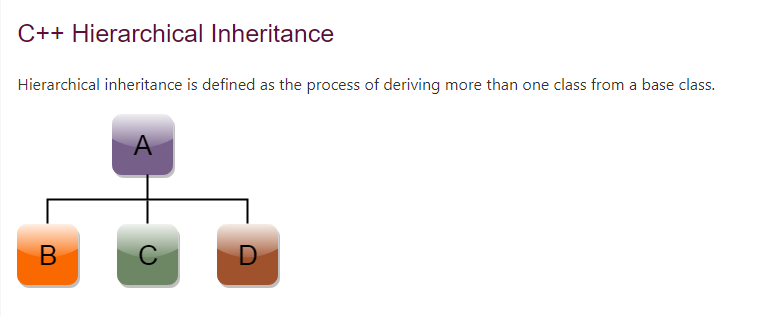 C++ Hierarchical Inheritance
Hierarchical inheritance is defined as the process of deriving more than one class from a base class.
A
B C D